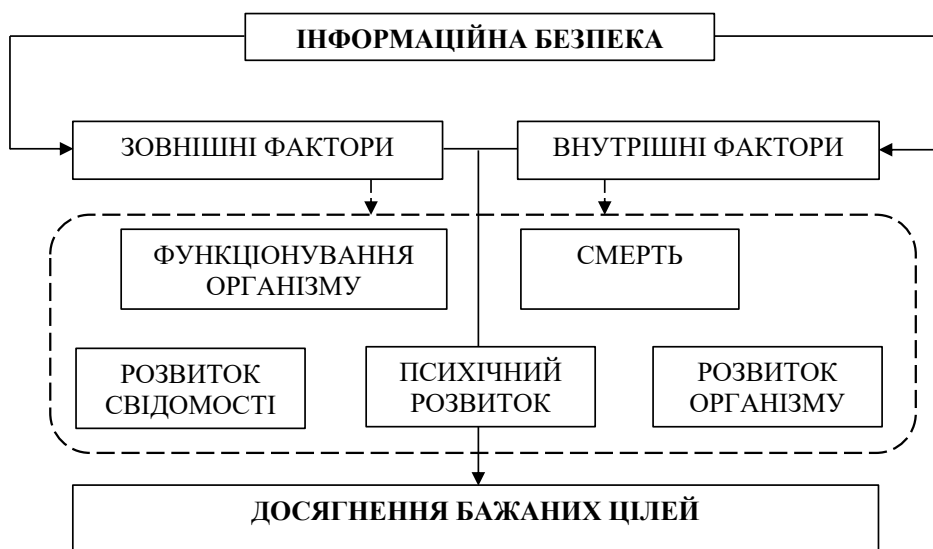 ІНФОРМАЦІЙНА БЕЗПЕКА
ЗОВНІШНІ ФАКТОРИ
ВНУТРІШНІ ФАКТОРИ
ФУНКЦІОНУВАННЯ
ОРГАНІЗМУ
СМЕРТЬ
РОЗВИТОК
СВІДОМОСТІ
ПСИХІЧНИЙ
РОЗВИТОК
РОЗВИТОК
ОРГАНІЗМУ
ДОСЯГНЕННЯ БАЖАНИХ ЦІЛЕЙ